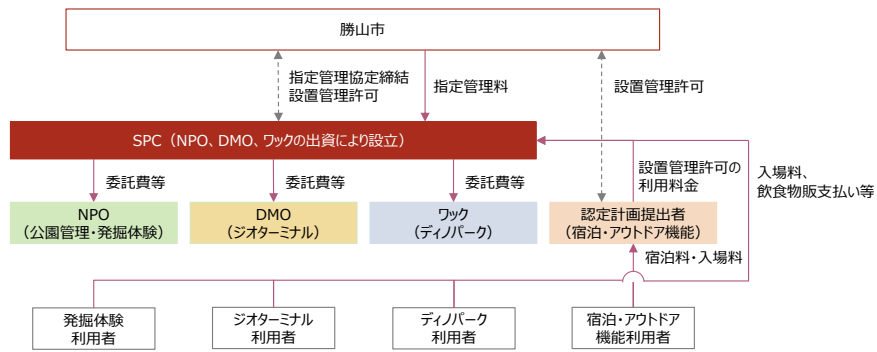 勝山市
指定管理協定締結
設置管理許可
指定管理料
設置管理許可
SPC（NPO、DMO、ワックの出資により設立）
委託費等
委託費等
委託費等
設置管理許可の
利用料金
入場料、
飲食物販支払い等
NPO
（公園管理・発掘体験）
DMO
（ジオターミナル）
ワック
（ディノパーク）
認定計画提出者
（宿泊・アウトドア機能）
宿泊料・入場料
発掘体験
利用者
ジオターミナル
利用者
ディノパーク
利用者
宿泊・アウトドア
機能利用者